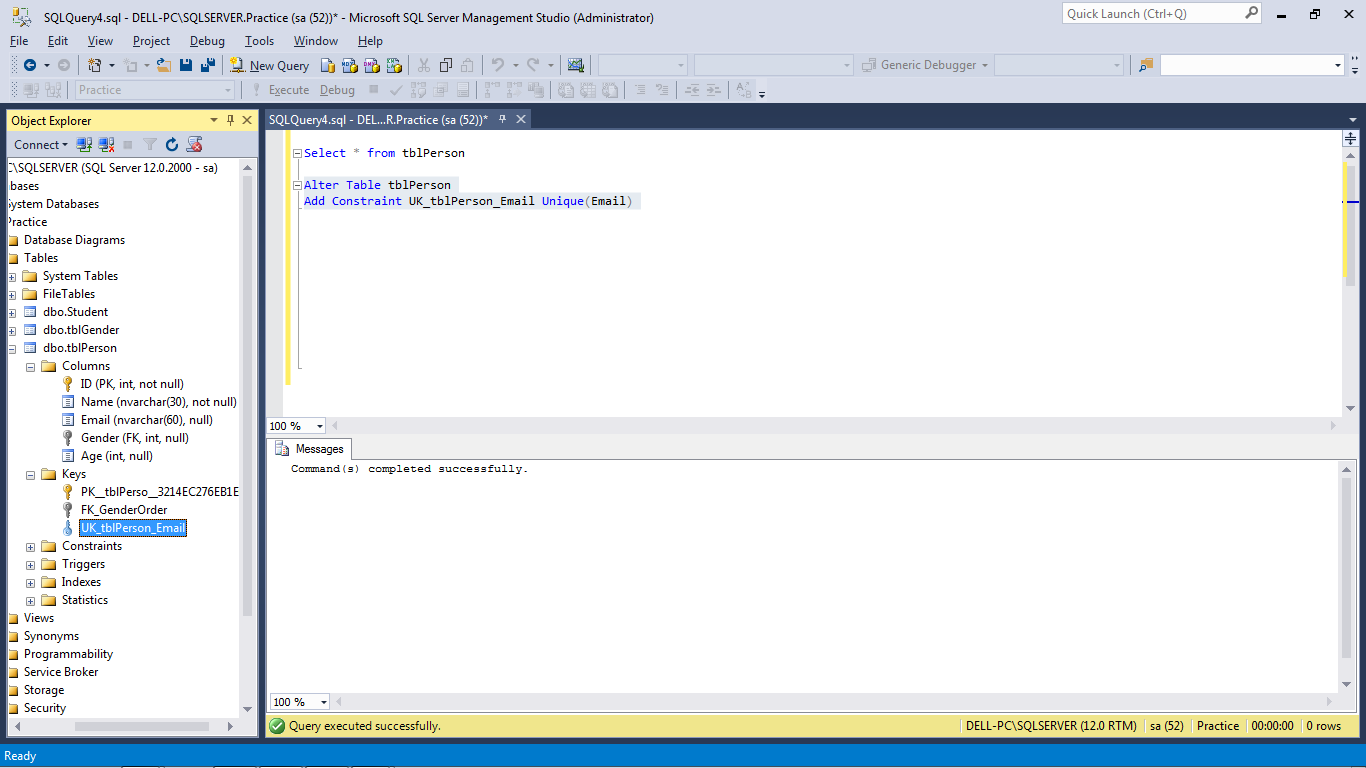 SQLQuery4.sql - DELL-PC\SQLSERVER.Practice (sa (52))* - Microsoft SQL Server Management Studio (Administrator)
Quick Launch (Ctrl+Q)
File Edit View Project Debug Tools Window Help
New Query
Generic Debugger
Practice
Execute Debug
Object Explorer
Connect
C\SQLSERVER (SQL Server 12.0.2000 - sa)
bases
ystem Databases
ractice
Database Diagrams
Tables
System Tables
FileTables
dbo.Student
dbo.tblGender
dbo.tblPerson
Columns
ID (PK, int, not null)
Name (nvarchar(30), not null)
Email (nvarchar(60), null)
Gender (FK, int, null)
Age (int, null)
Keys
PK__tblPerso__3214EC276EB1E
FK_GenderOrder
UK_tblPerson_Email
Constraints
Triggers
Indexes
Statistics
Views
Synonyms
Programmability
Service Broker
Storage
Security
SQLQuery4.sql - DEL...R.Practice (sa (52))*
Select * from tblPerson
Alter Table tblPerson
Add Constraint UK_tblPerson_Email Unique(Email)
100 %
Messages
Command(s) completed successfully.
100 %
Query executed successfully.
DELL-PC\SQLSERVER (12.0 RTM) sa (52) Practice 00:00:00 0 rows
Ready